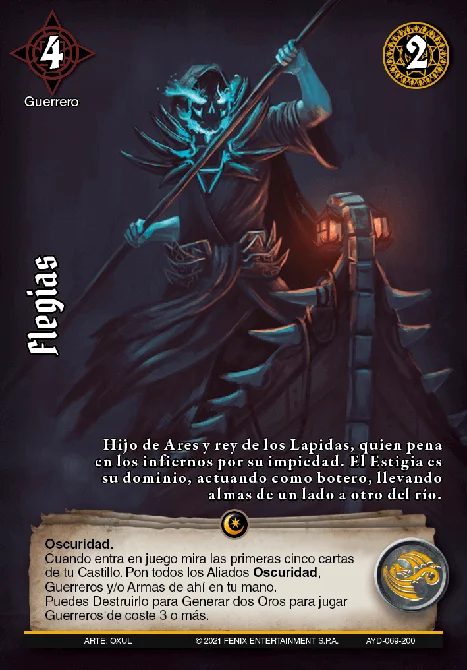 4
2
Guerrero
Flegias
Hijo de Ares y rey de los Lapidas, quien pena
en los infiernos por su impiedad. El Estigia es
su dominio, actuando como botero, llevando
almas de un lado a otro del río.
Oscuridad.
Cuando entra en juego mira las primeras cinco cartas
de tu Castillo. Pon todos los Aliados Oscuridad,
Guerreros y/o Armas de ahí en tu mano.
Puedes Destruirlo para Generar dos Oros para jugar
Guerreros de coste 3 o más.
ARTE: OXUL © 2021 FENIX ENTERTAINMENT S.P.A. AYD-069-200